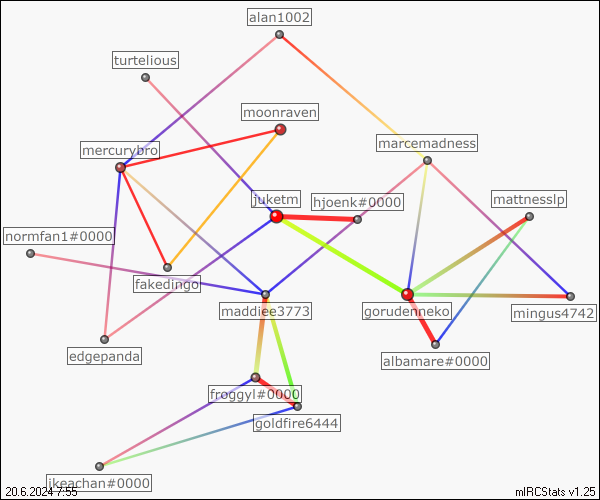 alan1002
turtelious
moonraven
mercurybro
marcemadness
juketm
hjoenk#0000
mattnesslp
normfan1#0000
fakedingo
maddiee3773
gorudenneko
mingus4742
edgepanda
albamare#0000
froggyl#0000
goldfire6444
ikeachan#0000
20.6.2024 7:55
mIRCStats v1.25